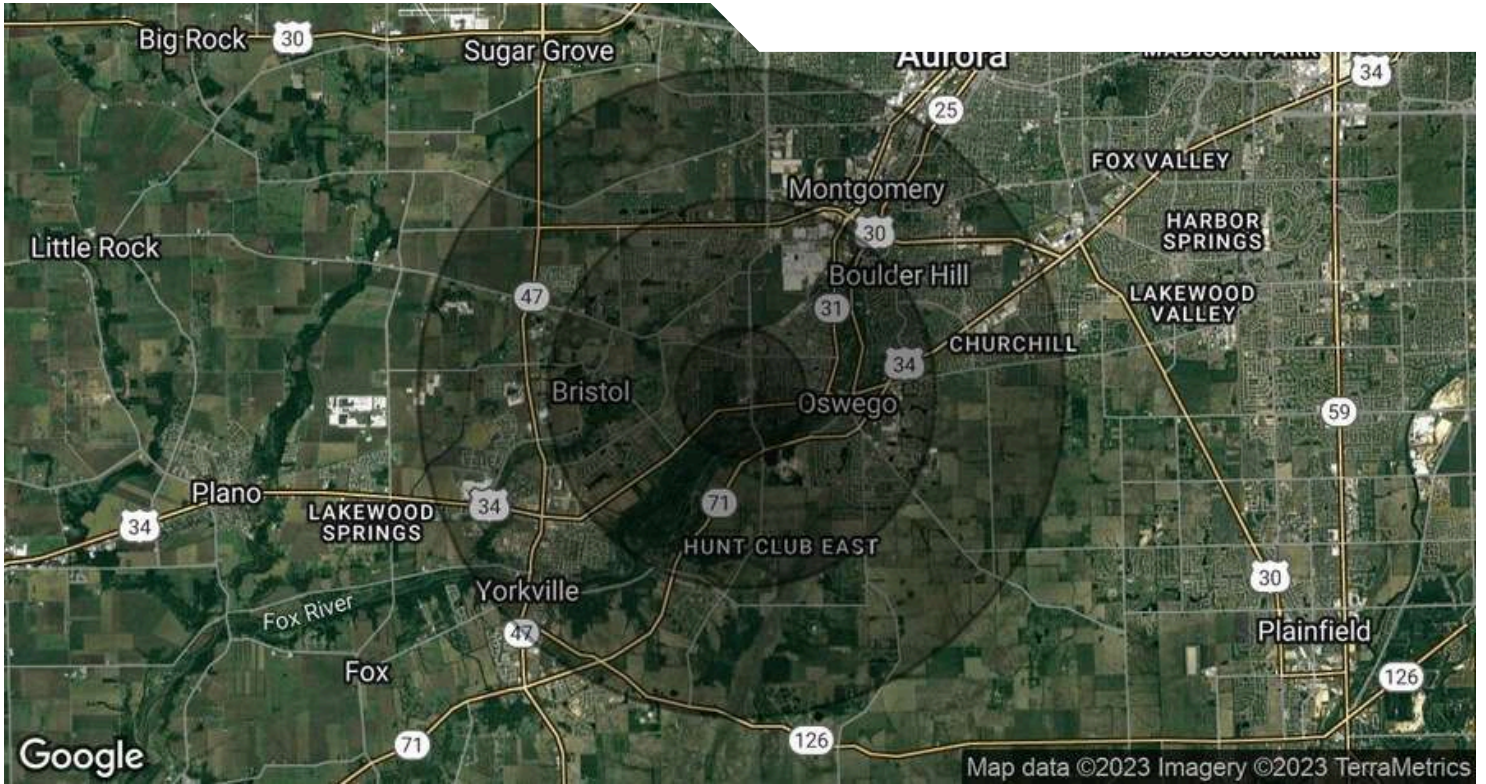 Big Rock
30
Sugar Grove
Aurora
MADISON PARK
34
25
FOX VALLEY
Montgomery
30
HARBOR
SPRINGS
Little Rock
Boulder Hill
47
31
LAKEWOOD
VALLEY
34
CHURCHILL
Bristol
Oswego
59
Plano
34
71
34
LAKEWOOD
SPRINGS
HUNT CLUB EAST
30
Yorkville
Fox River
47
Plainfield
Fox
126
71
126
Google
Map data ©2023 Imagery ©2023 TerraMetrics